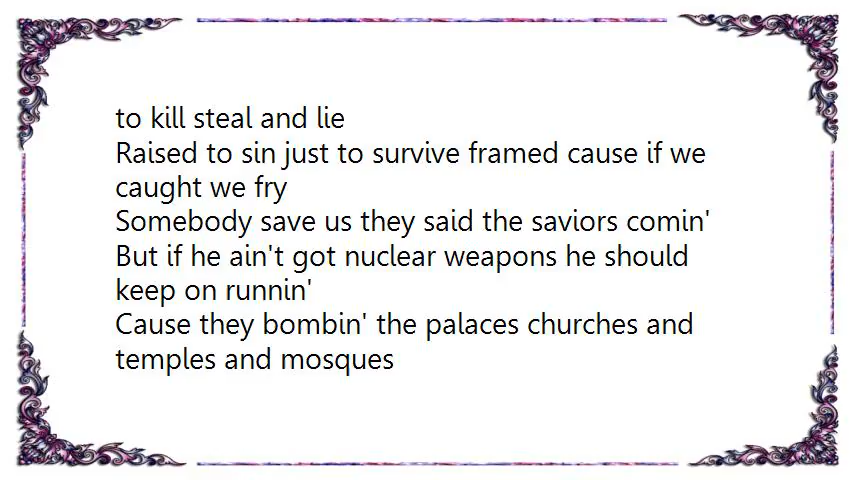 to kill steal and lie
Raised to sin just to survive framed cause if we
caught we fry
Somebody save us they said the saviors comin'
But if he ain't got nuclear weapons he should
keep on runnin'
Cause they bombin' the palaces churches and
temples and mosques